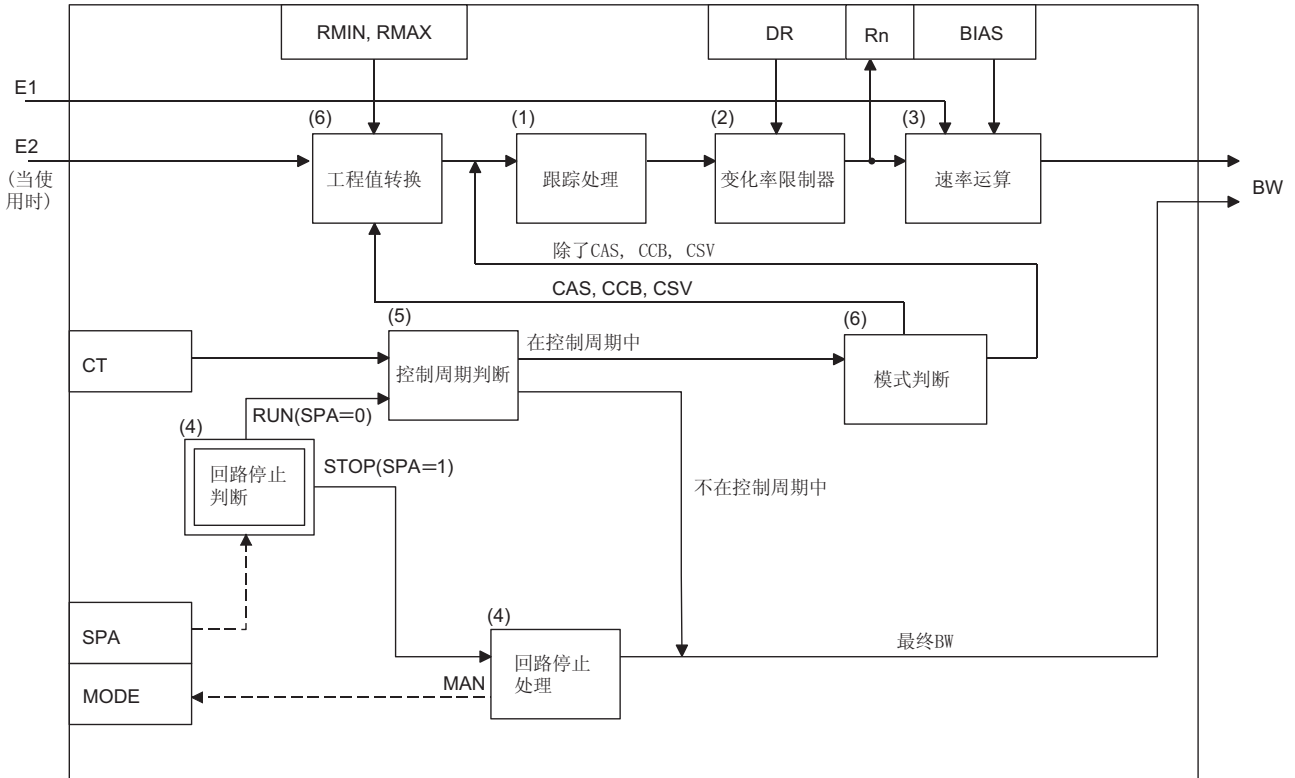 RMIN, RMAX
DR
Rn
BIAS
E1
E2
(当使
用时)
(6)
(1)
(2)
(3)
工程值转换
跟踪处理
变化率限制器
速率运算
BW
除了CAS, CCB, CSV
CAS, CCB, CSV
(5)
(6)
CT
控制周期判断
在控制周期中
模式判断
RUN(SPA=0)
(4)
回路停止
判断
STOP(SPA=1)
不在控制周期中
SPA
MODE
(4)
回路停止
处理
MAN
最终BW